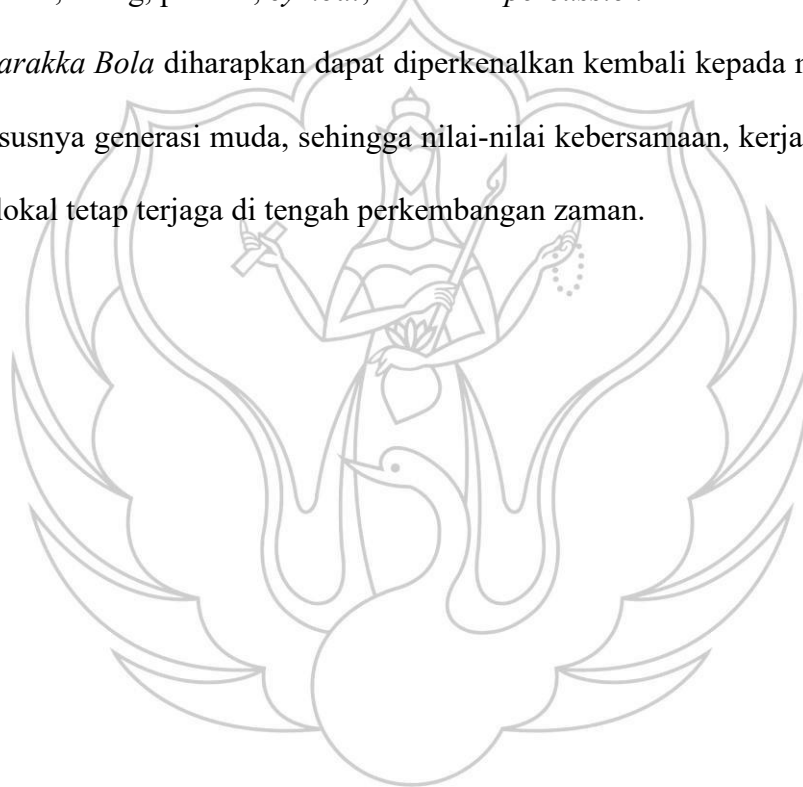 arakka Bola diharapkan dapat diperkenalkan kembali kepada
susnya generasi muda, sehingga nilai-nilai kebersamaan, kerja
lokal tetap terjaga di tengah perkembangan zaman.